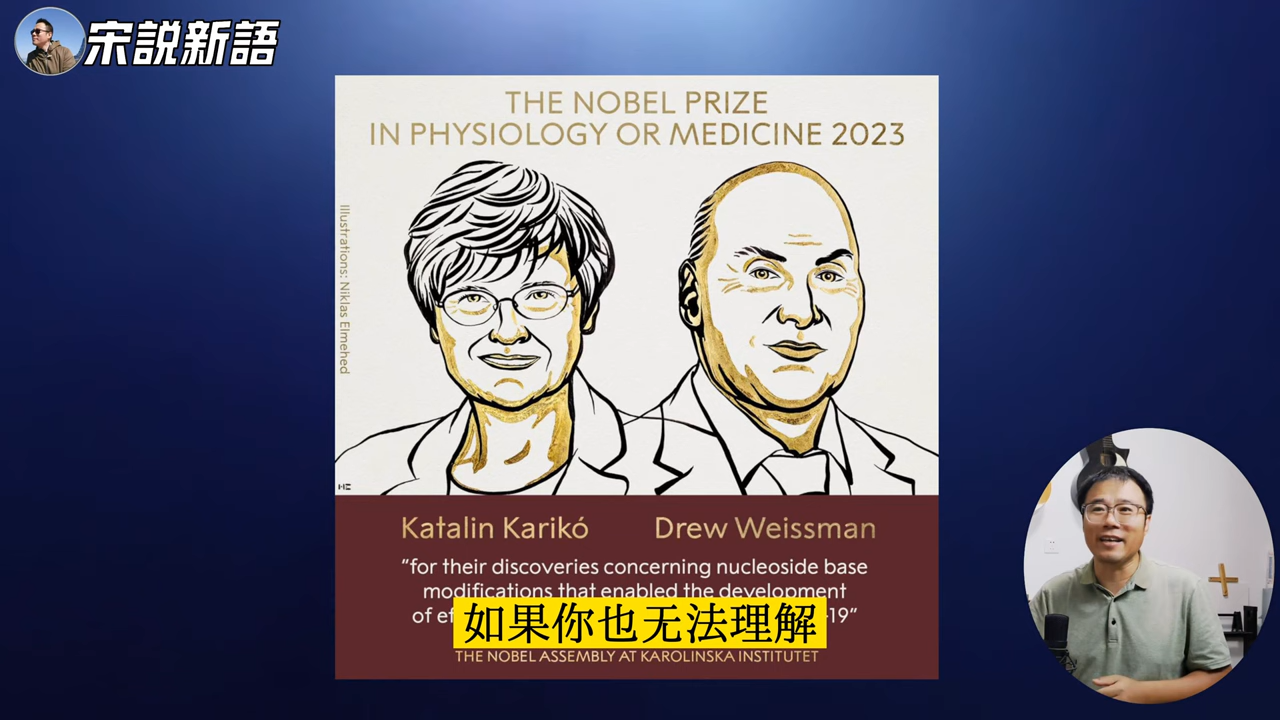 宋説新語
THE NOBEL PRIZE
IN PHYSIOLOGY OR MEDICINE 2023
Illustrations: Niklas Elmehed
Katalin Karikó
Drew Weissman
"for their discoveries concerning nucleoside base
modifications that enabled the development
of
19"
如果你也无法理解
THE NOBEL ASSEMBLY AT KAROLINSKA INSTITUTET